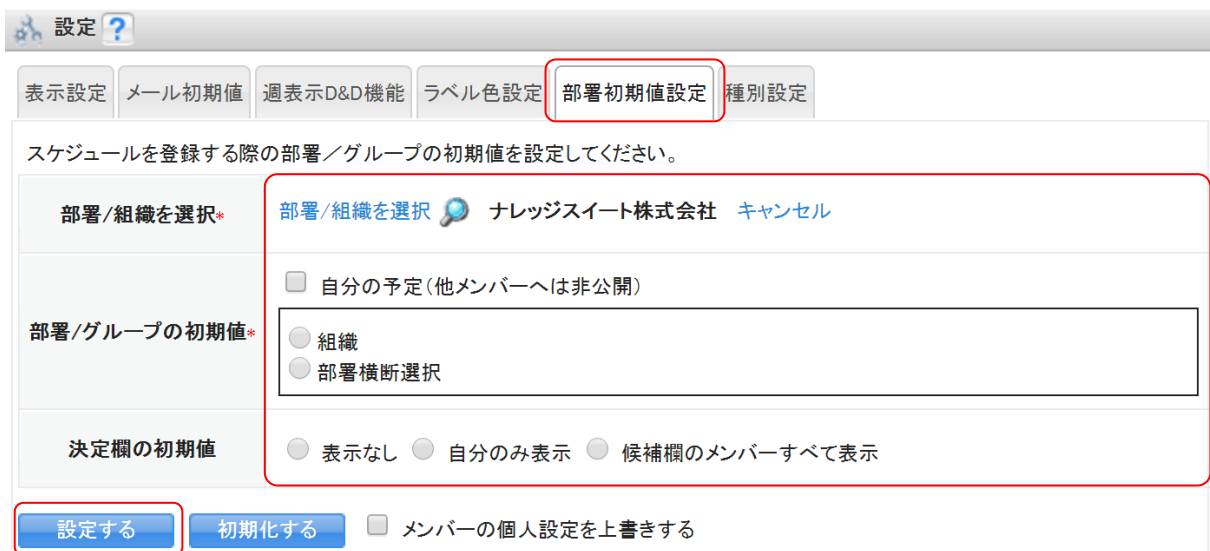 設定 ?
表示設定 メール初期値 週表示D&D機能 ラベル色設定 部署初期値設定 種別設定
スケジュールを登録する際の部署／グループの初期値を設定してください。
部署/組織を選択* 部署/組織を選択 ナレッジスイート株式会社 キャンセル
自分の予定(他メンバーへは非公開)
部署/グループの初期値*
組織
部署横断選択
決定欄の初期値 表示なし 自分のみ表示 候補欄のメンバーすべて表示
設定する 初期化する メンバーの個人設定を上書きする